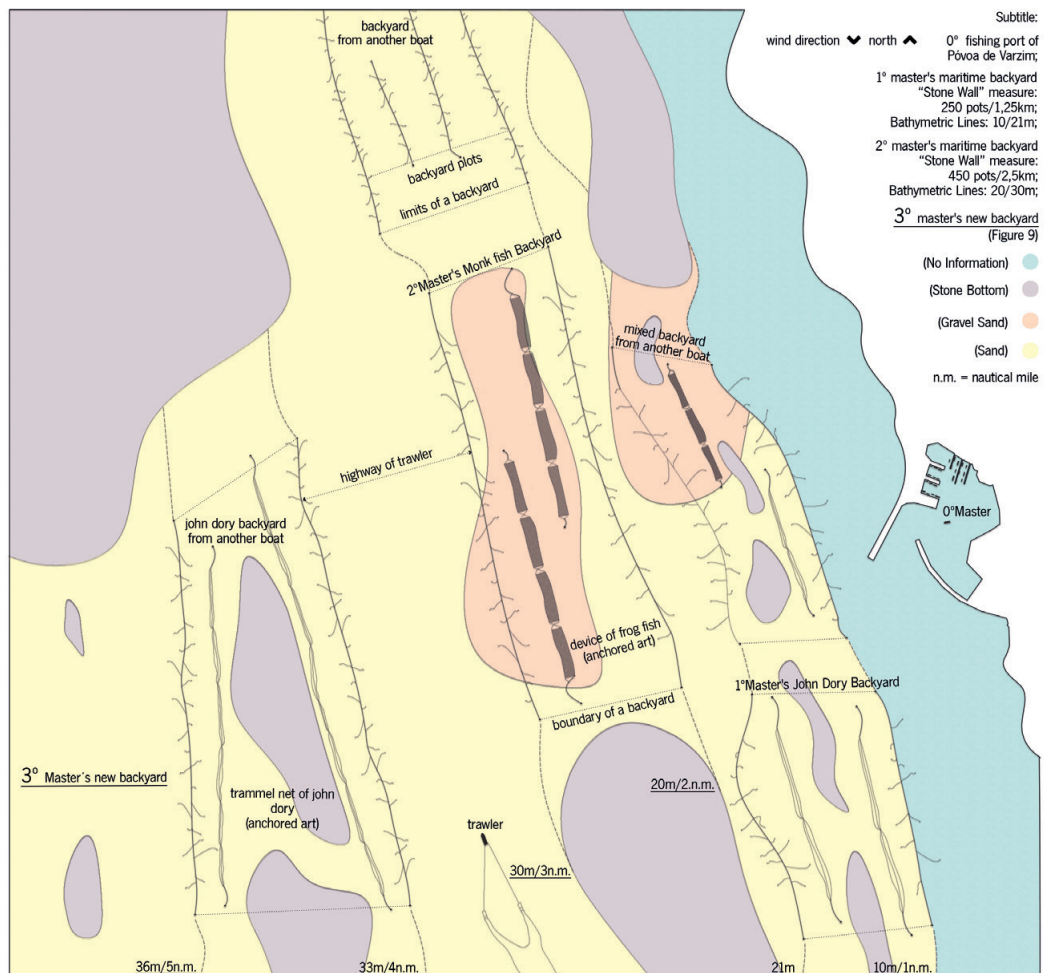 Subtitle:
wind direction north
0° fishing port of
Póvoa de Varzim;
1° master's maritime backyard
“Stone Wall” measure:
250 pots/1,25km;
Bathymetric Lines: 10/21m;
2° master's maritime backyard
“Stone Wall” measure:
450 pots/2,5km;
Bathymetric Lines: 20/30m;
3° master's new backyard
(Figure 9)
(No Information)
(Stone Bottom)
(Gravel Sand)
(Sand)
n.m. = nautical mile
backyard
from another boat
backyard plots
limits of a backyard
2°Master's Monk fish Backyard
mixed backyard
from another boat
highway of trawler
0°Master
john dory backyard
from another boat
device of frog fish
(anchored art)
1°Master's John Dory Backyard
boundary of a backyard
3° Master´s new backyard
20m/2.n.m.
trammel net of john
dory
(anchored art)
trawler
30m/3n.m.
36m/5n.m.
33m/4n.m.
21m
10m/1n.m.